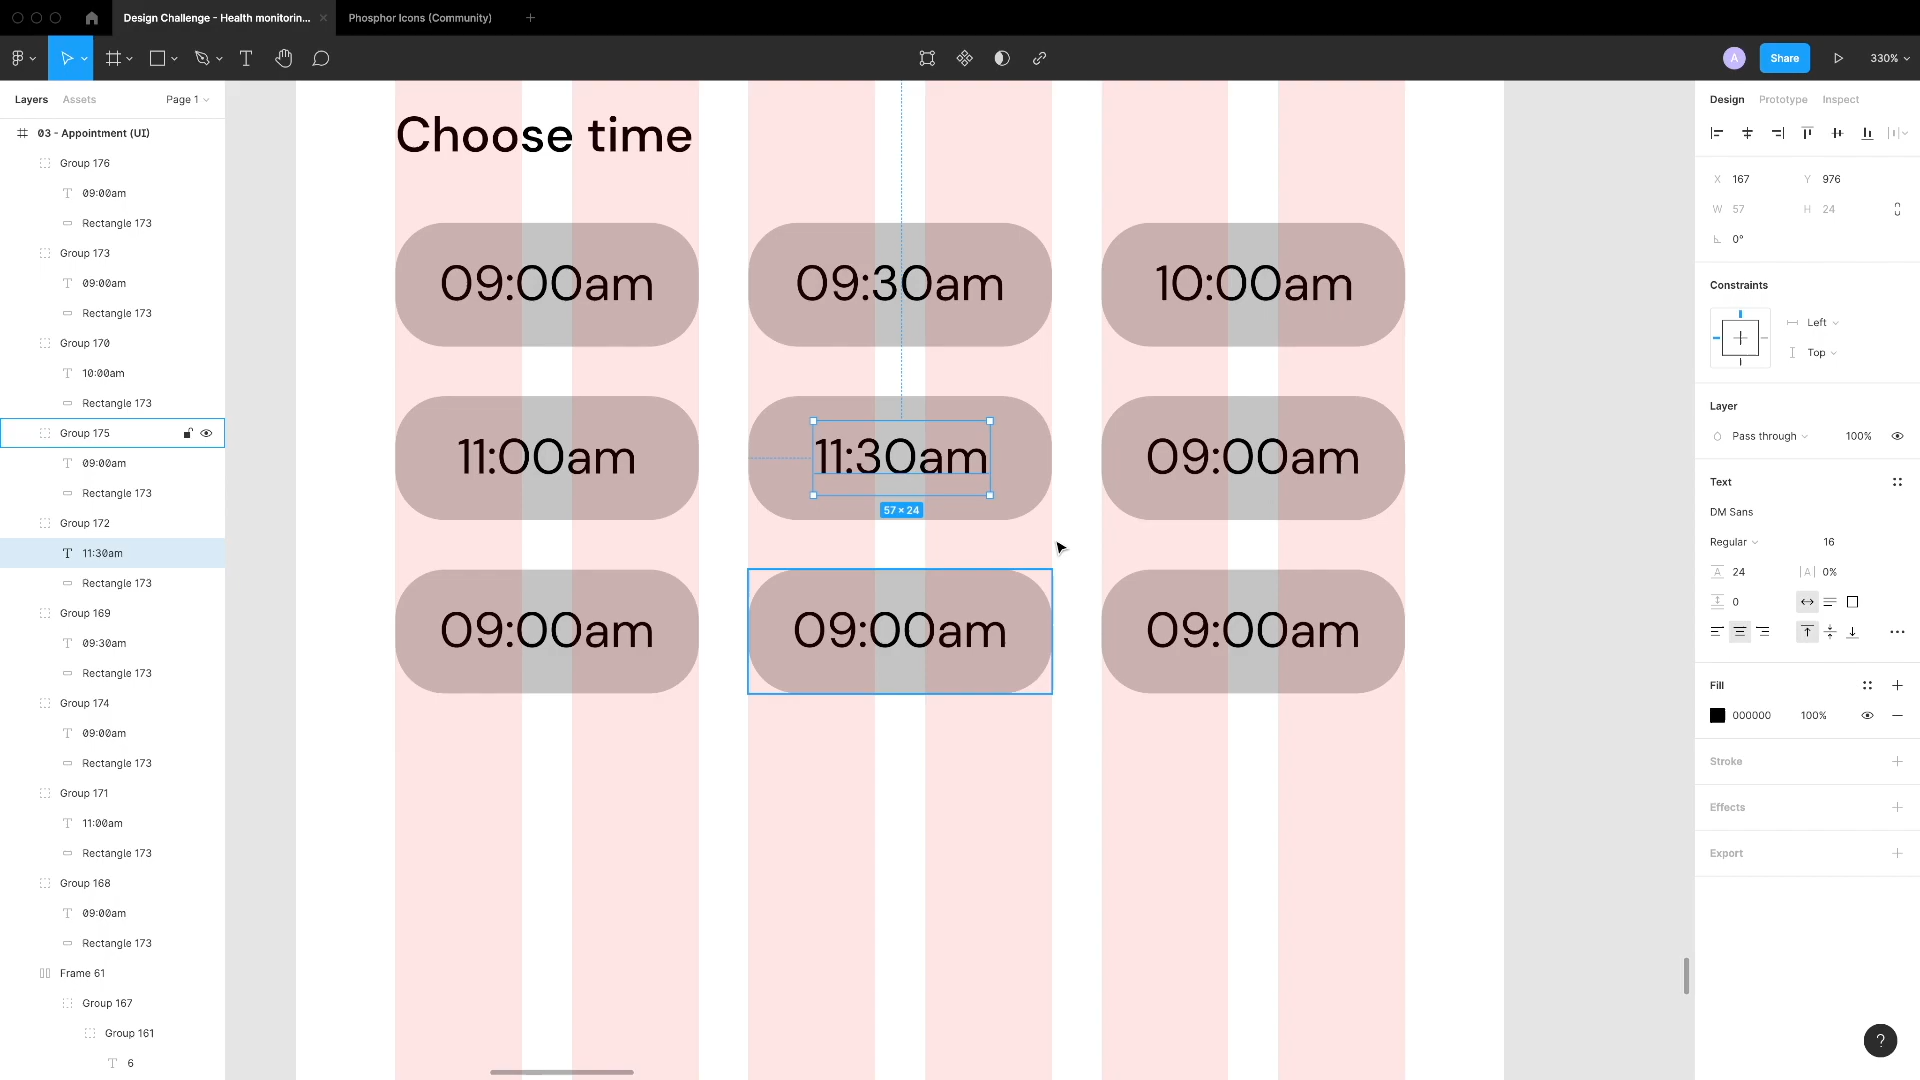 Design Challenge - Health monitorin...
Phosphor Icons (Community)
A
Share
330%
Layers
Assets
Page 1
03 - Appointment (UI)
Group 176
09:00am
Rectangle 173
Group 173
09:00am
Rectangle 173
Group 170
10:00am
Rectangle 173
Group 175
09:00am
Rectangle 173
Group 172
11:30am
Rectangle 173
Group 169
09:30am
Rectangle 173
Group 174
09:00am
Rectangle 173
Group 171
11:00am
Rectangle 173
Group 168
09:00am
Rectangle 173
Frame 61
Group 167
Group 161
6
Choose time
09:00am 09:30am 10:00am
11:00am 11:30am 09:00am
57 × 24
09:00am 09:00am 09:00am
Design
Prototype
Inspect
X 167 Y 976
W 57 H 24
0°
Constraints
Left
Top
Layer
Pass through 100%
Text
DM Sans
Regular 16
24 0%
0
Fill
000000 100%
Stroke
Effects
Export
?